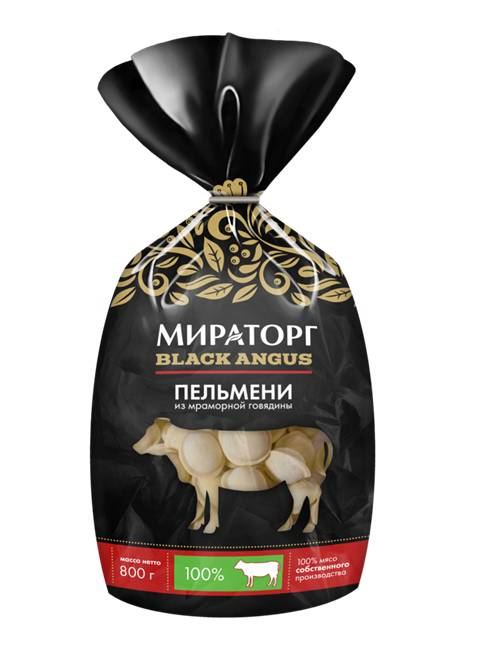 МИРАТОРГ
BLACK ANGUS
ПЕЛЬМЕНИ
из мраморной говядины
масса нетто
800 г
100%
100% мясо
собственного
производства